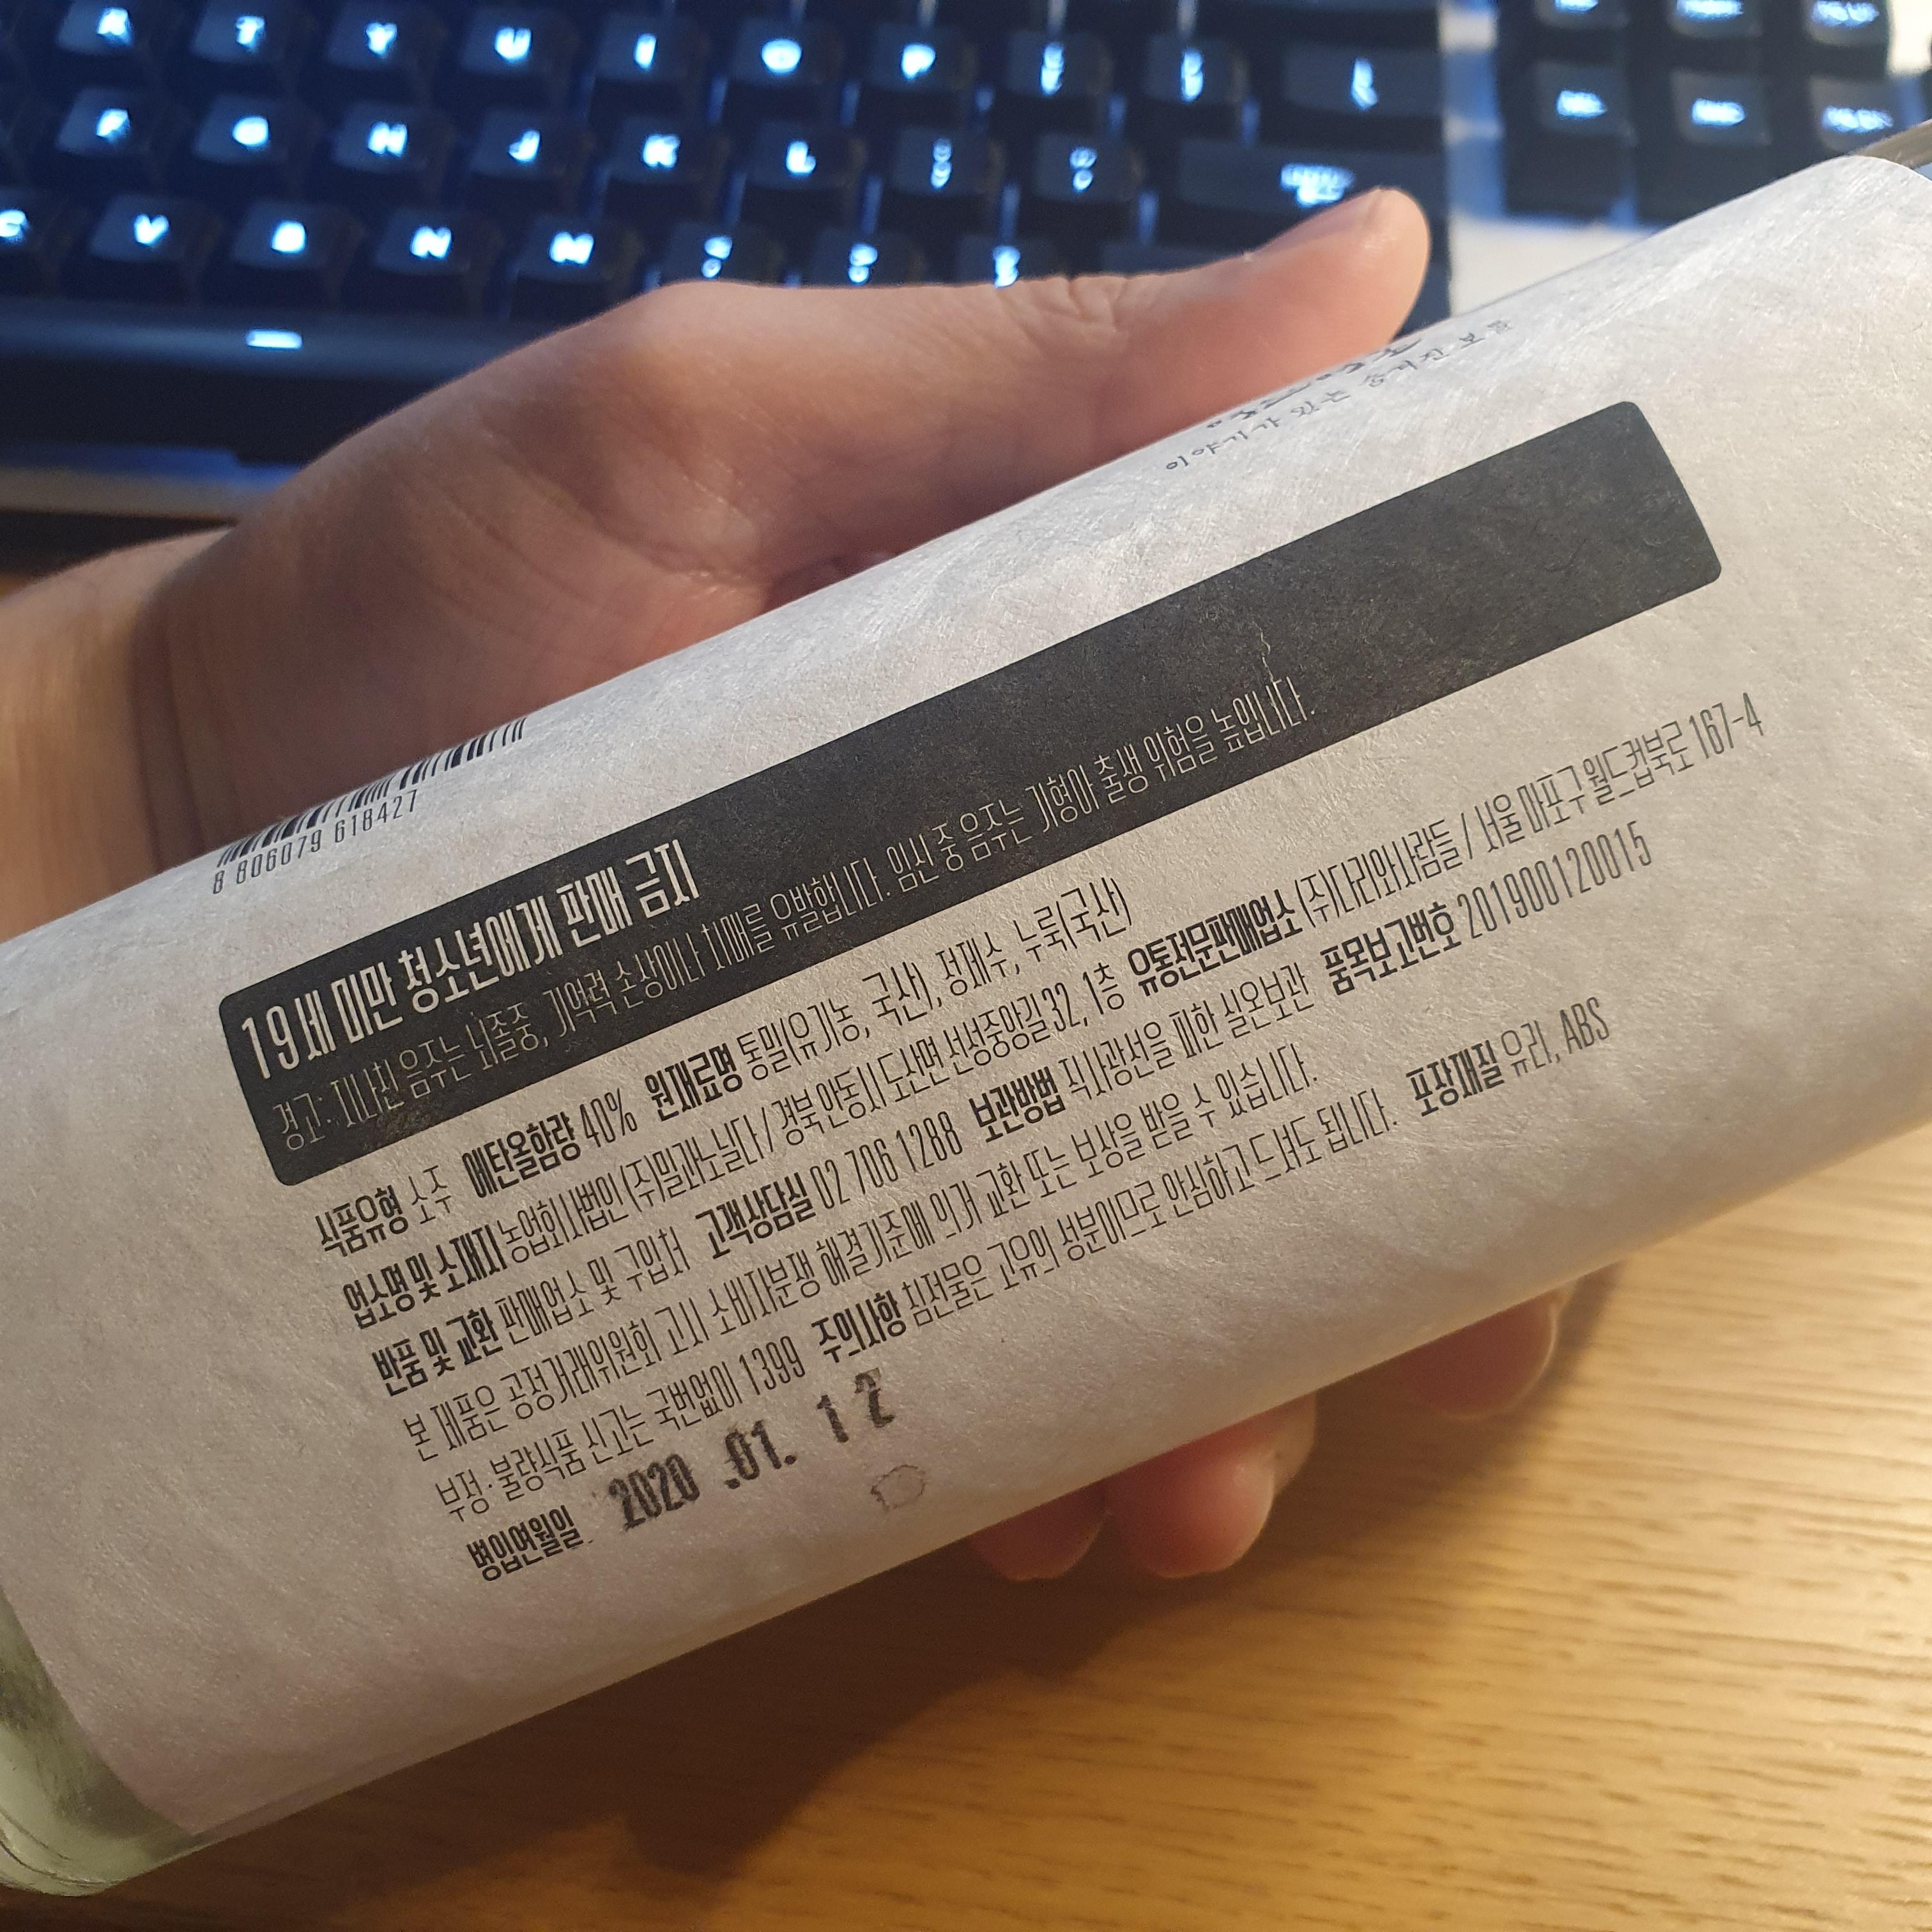 R T Y U I O P
F G H J K L
C V B N M
이야기가 있는 숨겨진 보물
8 806079 618427
19세 미만 청소년에게 판매 금지
경고: 지나친 음주는 뇌졸중, 기억력 손상이나 치매를 유발합니다. 임신 중 음주는 기형아 출생 위험을 높입니다.
식품유형 소주 에탄올함량 40% 원재료명 통밀(유기농, 국산), 정제수, 누룩(국산)
업소명 및 소재지 농업회사법인 (주)밀과노닐다 / 경북 안동시 도산면 선성중앙길 32, 1층 유통전문판매업소 (주)다리와사람들 / 서울 마포구 월드컵북로 167-4
반품 및 교환 판매업소 및 구입처 고객상담실 02 706 1288 보관방법 직사광선을 피한 실온보관 품목보고번호 201900120015
본 제품은 공정거래위원회 고시 소비자분쟁 해결기준에 의거 교환 또는 보상을 받을 수 있습니다.
부정·불량식품 신고는 국번없이 1399 주의사항 침전물은 고유의 성분이므로 안심하고 드셔도 됩니다. 포장재질 유리, ABS
병입연월일 2020 .01. 12